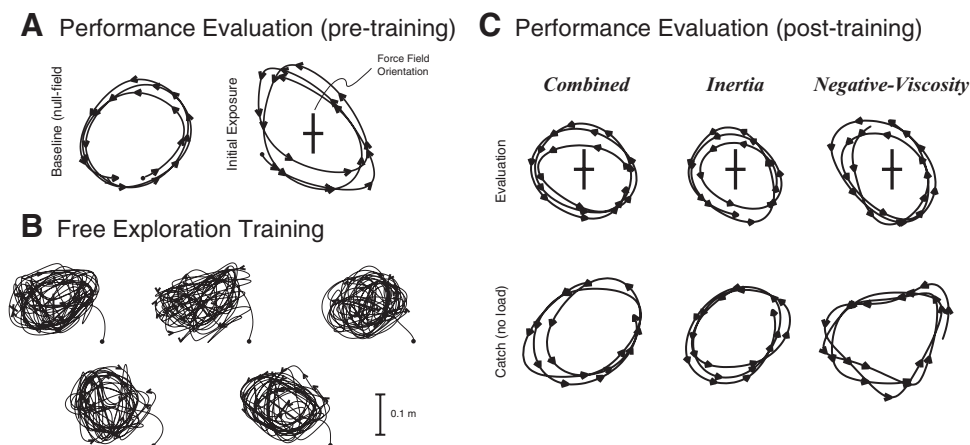 A Performance Evaluation (pre-training)
Baseline (null-field
Initial Exposure
Force Field
Orientation
B Free Exploration Training
0.1 m
C Performance Evaluation (post-training)
Combined Inertia Negative-Viscosity
Evaluation
Catch (no load)